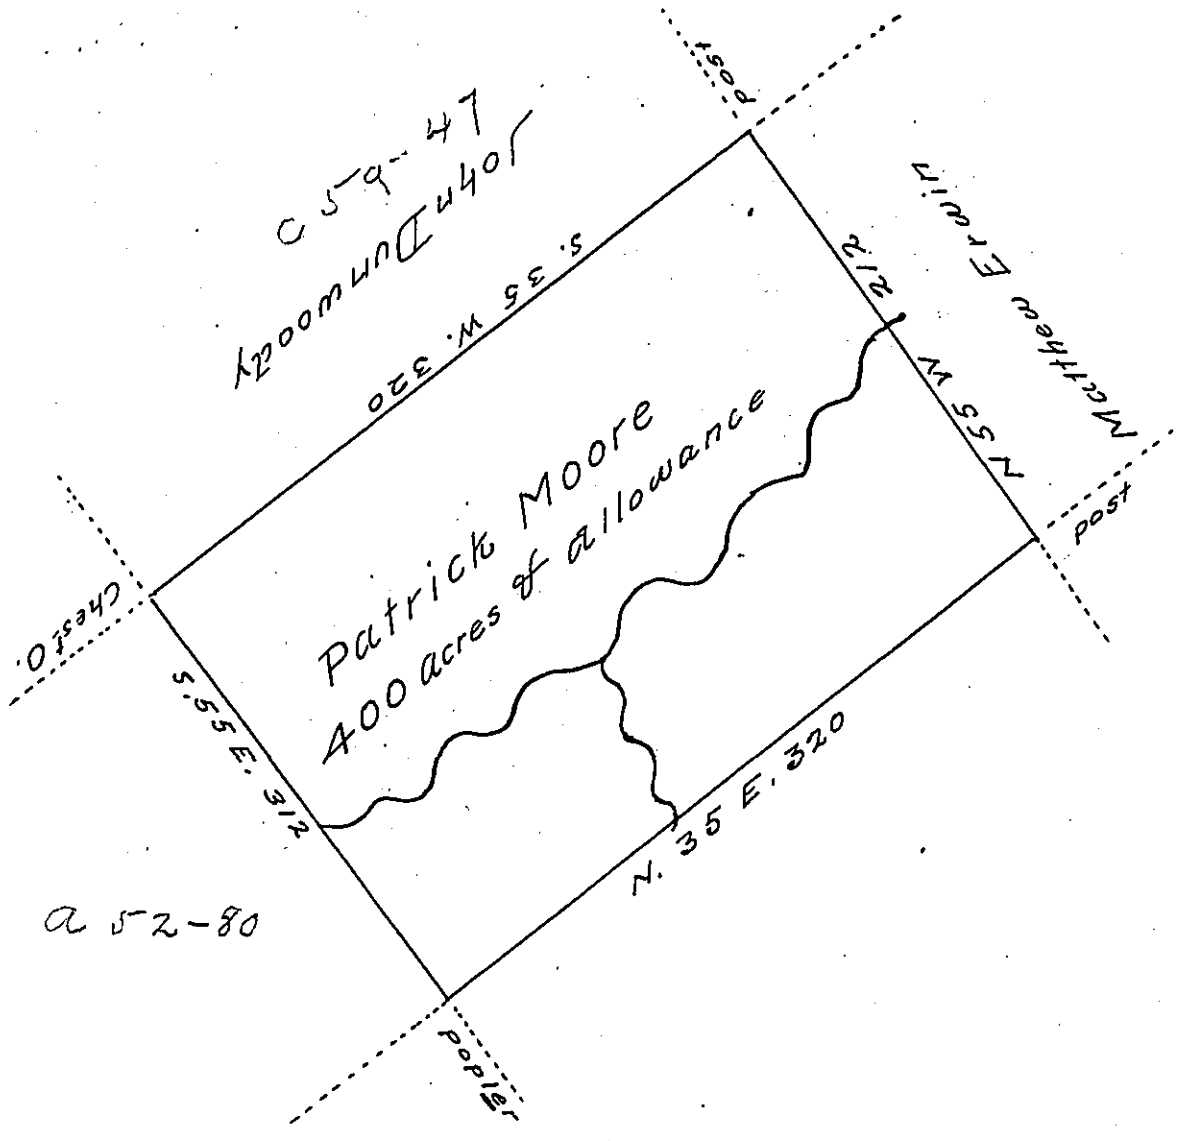 C 59-47
John Dunwoody
post
Matthew Erwin
S. 35 W. 320
N 55 W 212
Patrick Moore
400 acres & allowance
post
Chest O.
S. 55 E. 312
N. 35 E. 320
a 52-80
popler